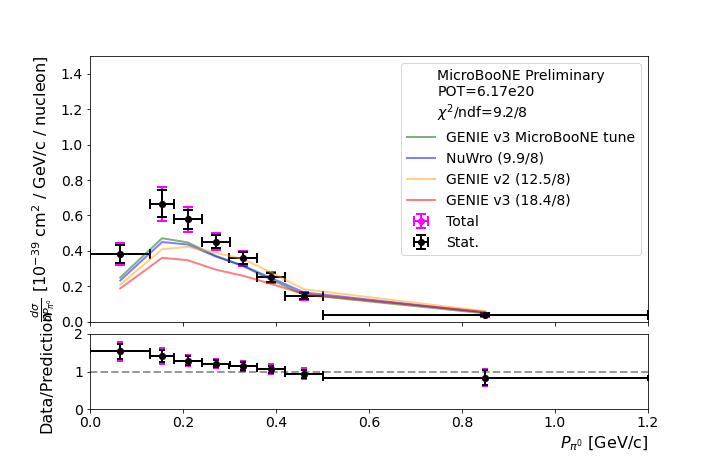 MicroBooNE Preliminary
POT=6.17e20
χ²/ndf=9.2/8
GENIE v3 MicroBooNE tune
NuWro (9.9/8)
GENIE v2 (12.5/8)
GENIE v3 (18.4/8)
Total
Stat.
dσ/dP_π⁰ [10⁻³⁹ cm² / GeV/c / nucleon]
1.4
1.2
1.0
0.8
0.6
0.4
0.2
0.0
Data/Prediction
2
1
0
0.0 0.2 0.4 0.6 0.8 1.0 1.2
P_π⁰ [GeV/c]